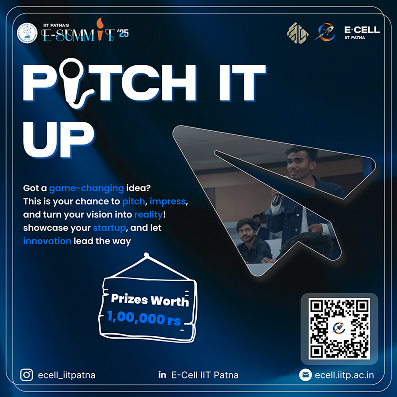 IIT PATNA'S
E-SUMMIT '25
E-CELL
IIT PATNA
PITCH IT
UP
Got a game-changing idea?
This is your chance to pitch, impress,
and turn your vision into reality!
showcase your startup, and let
innovation lead the way
Prizes Worth
1,00,000 rs
ecell_iitpatna
in E-Cell IIT Patna
ecell.iitp.ac.in